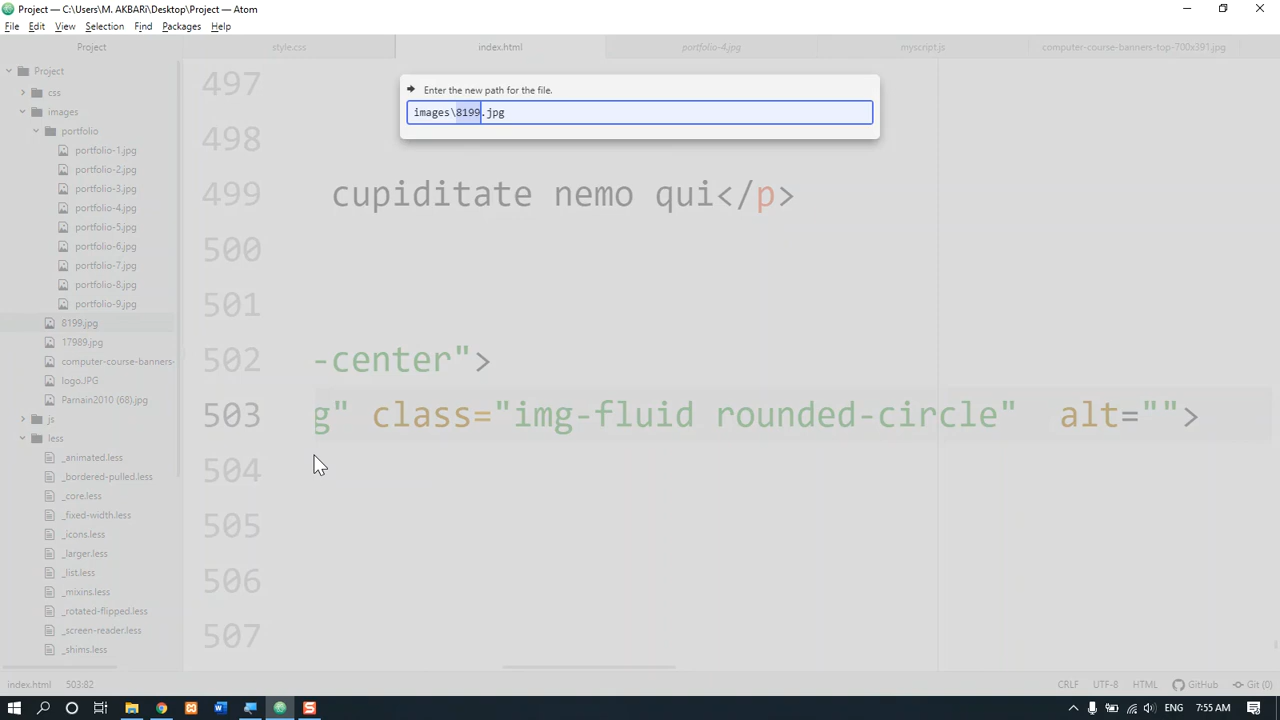 Project — C:\Users\M. AKBARi\Desktop\Project — Atom
File Edit View Selection Find Packages Help
Project
style.css
index.html
portfolio-4.jpg
myscript.js
computer-course-banners-top-700x391.jpg
Enter the new path for the file.
images\8199.jpg
Project
css
images
portfolio
portfolio-1.jpg
portfolio-2.jpg
portfolio-3.jpg
portfolio-4.jpg
portfolio-5.jpg
portfolio-6.jpg
portfolio-7.jpg
portfolio-8.jpg
portfolio-9.jpg
8199.jpg
17989.jpg
computer-course-banners-
logo.JPG
Parnain2010 (68).jpg
js
less
_animated.less
_bordered-pulled.less
_core.less
_fixed-width.less
_icons.less
_larger.less
_list.less
_mixins.less
_rotated-flipped.less
_screen-reader.less
_shims.less
497
498
499 cupiditate nemo qui</p>
500
501
502 -center">
503 g" class="img-fluid rounded-circle" alt="">
504
505
506
507
index.html 503:82
CRLF UTF-8 HTML GitHub Git (0)
7:55 AM